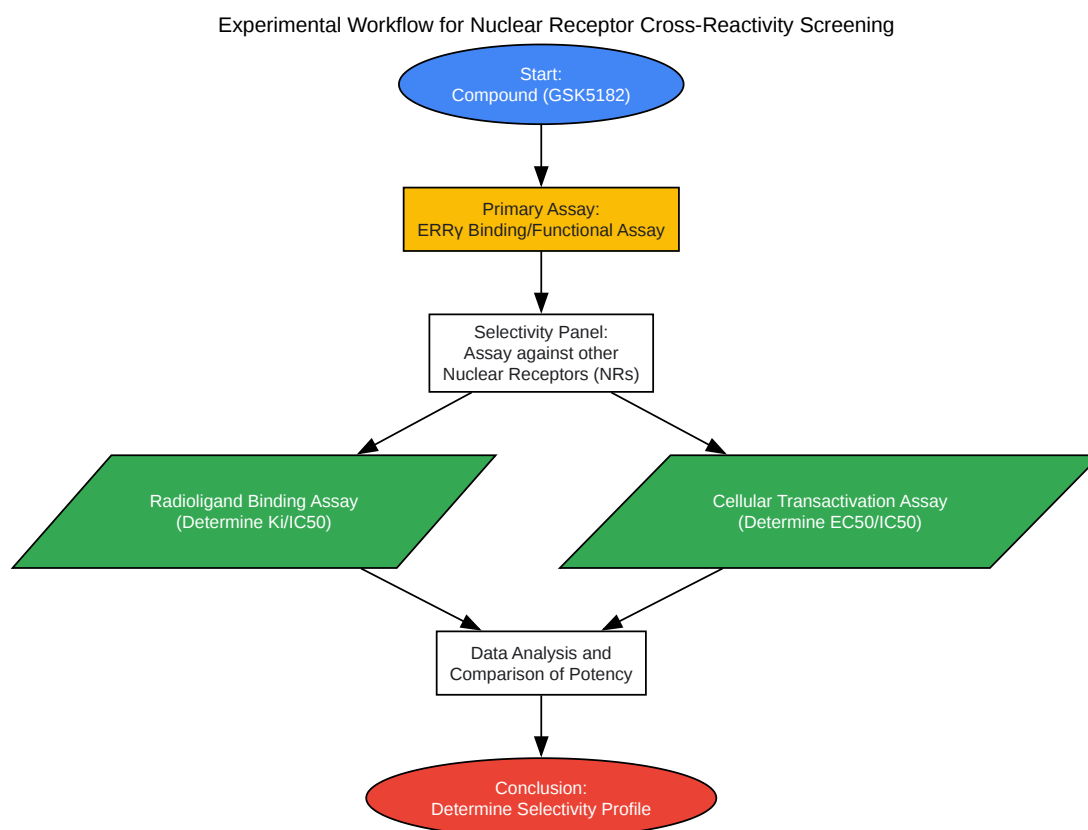 Experimental Workflow for Nuclear Receptor Cross-Reactivity Screening
Start:
Compound (GSK5182)
Primary Assay:
ERRγ Binding/Functional Assay
Selectivity Panel:
Assay against other
Nuclear Receptors (NRs)
Radioligand Binding Assay
(Determine Ki/IC50)
Cellular Transactivation Assay
(Determine EC50/IC50)
Data Analysis and
Comparison of Potency
Conclusion:
Determine Selectivity Profile